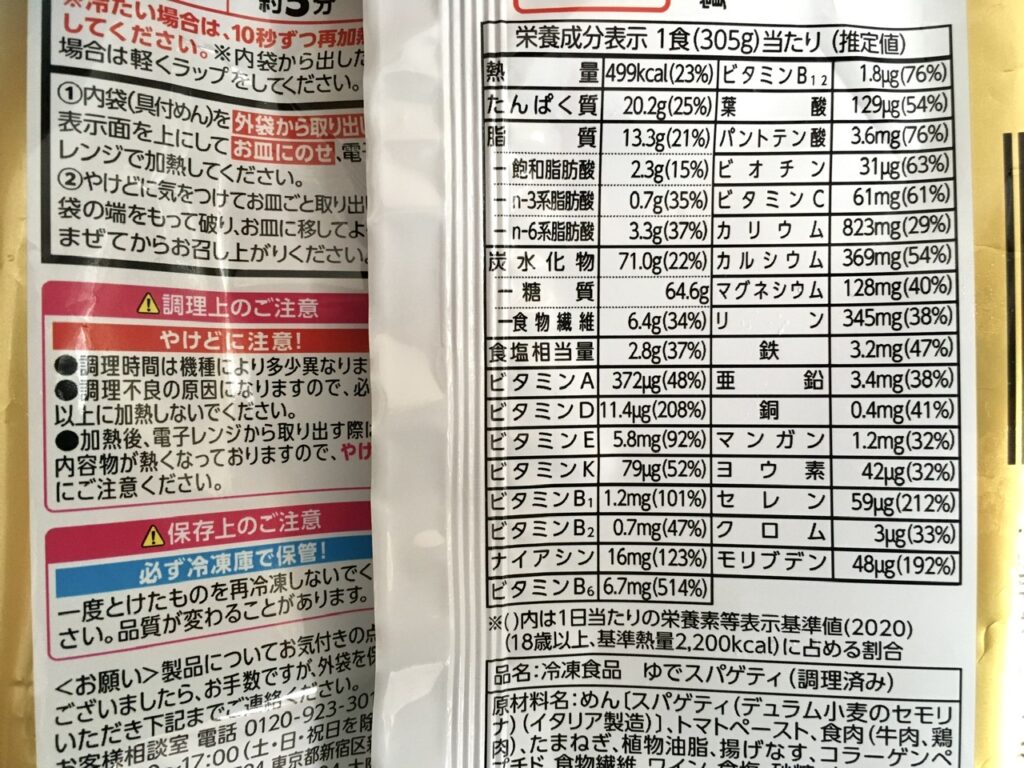 約5分
※冷たい場合は、10秒ずつ再加熱
してください。※内袋から出した
場合は軽くラップをしてください。
①内袋(具付めん)を外袋から取り出し
表示面を上にしてお皿にのせ、電子
レンジで加熱してください。
②やけどに気をつけてお皿ごと取り出し
袋の端をもって破り、お皿に移してよ
まぜてからお召し上がりください。
調理上のご注意
やけどに注意!
●調理時間は機種により多少異なりま
●調理不良の原因になりますので、必
以上に加熱しないでください。
●加熱後、電子レンジから取り出す際に
内容物が熱くなっておりますので、やけ
にご注意ください。
保存上のご注意
必ず冷凍庫で保管!
一度とけたものを再冷凍しないでく
さい。品質が変わることがあります。
<お願い>製品についてお気付きの点
ございましたら、お手数ですが、外袋を保
いただき下記までご連絡ください。
お客様相談室 電話 0120-923-301
~17:00(土・日・祝日を除
東京都新宿区
栄養成分表示 1食(305g)当たり (推定値)
熱量 499kcal(23%) ビタミンB12 1.8μg(76%)
たんぱく質 20.2g(25%) 葉酸 129μg(54%)
脂質 13.3g(21%) パントテン酸 3.6mg(76%)
ー飽和脂肪酸 2.3g(15%) ビオチン 31μg(63%)
ーn-3系脂肪酸 0.7g(35%) ビタミンC 61mg(61%)
ーn-6系脂肪酸 3.3g(37%) カリウム 823mg(29%)
炭水化物 71.0g(22%) カルシウム 369mg(54%)
ー糖質 64.6g マグネシウム 128mg(40%)
ー食物繊維 6.4g(34%) リン 345mg(38%)
食塩相当量 2.8g(37%) 鉄 3.2mg(47%)
ビタミンA 372μg(48%) 亜鉛 3.4mg(38%)
ビタミンD 11.4μg(208%) 銅 0.4mg(41%)
ビタミンE 5.8mg(92%) マンガン 1.2mg(32%)
ビタミンK 79μg(52%) ヨウ素 42μg(32%)
ビタミンB1 1.2mg(101%) セレン 59μg(212%)
ビタミンB2 0.7mg(47%) クロム 3μg(33%)
ナイアシン 16mg(123%) モリブデン 48μg(192%)
ビタミンB6 6.7mg(514%)
※( )内は1日当たりの栄養素等表示基準値(2020)
(18歳以上、基準熱量2,200kcal)に占める割合
品名:冷凍食品 ゆでスパゲティ(調理済み)
原材料名:めん〔スパゲティ(デュラム小麦のセモリ
ナ)(イタリア製造)〕、トマトペースト、食肉(牛肉、鶏
肉)、たまねぎ、植物油脂、揚げなす、コラーゲンペ
プチド、食物繊維、ワイン、食塩、砂糖